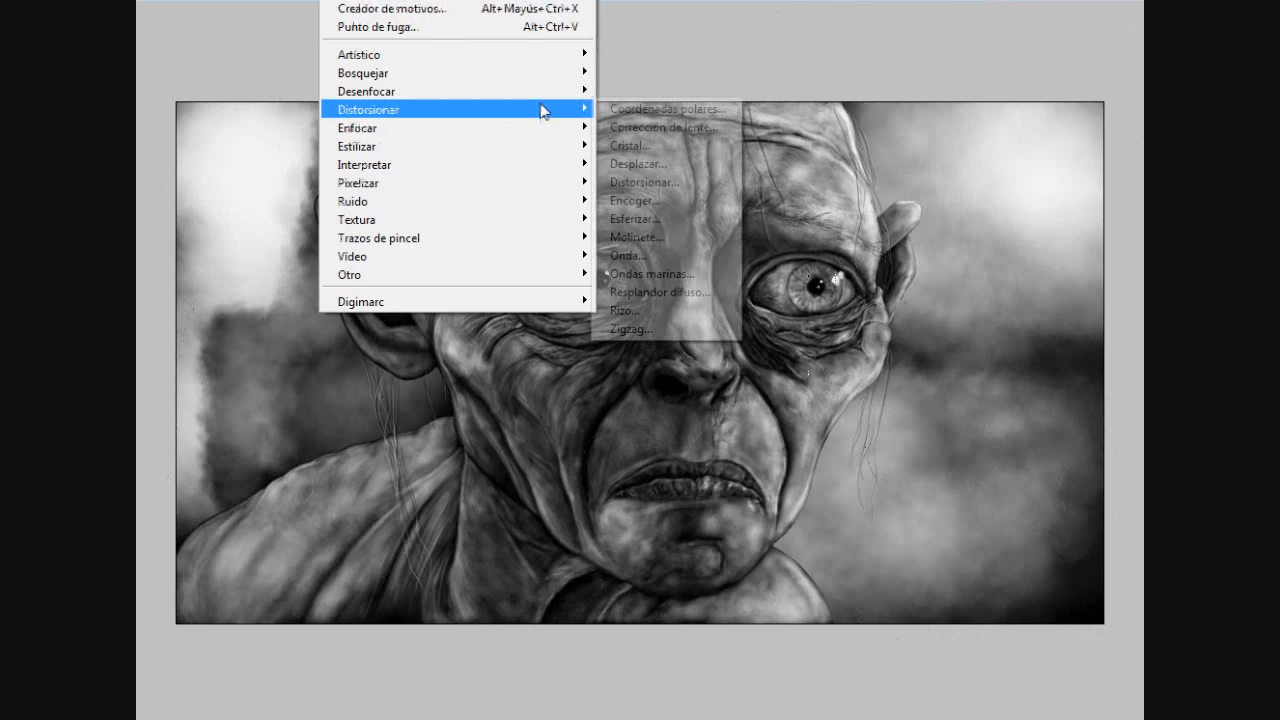 Creador de motivos... Alt+Mayús+Ctrl+X
Punto de fuga... Alt+Ctrl+V
Artístico
Bosquejar
Desenfocar
Distorsionar
Enfocar
Estilizar
Interpretar
Pixelizar
Ruido
Textura
Trazos de pincel
Vídeo
Otro
Digimarc
Coordenadas polares...
Corrección de lente...
Cristal...
Desplazar...
Distorsionar...
Encoger...
Esferizar...
Molinete...
Onda...
Ondas marinas...
Resplandor difuso...
Rizo...
Zigzag...